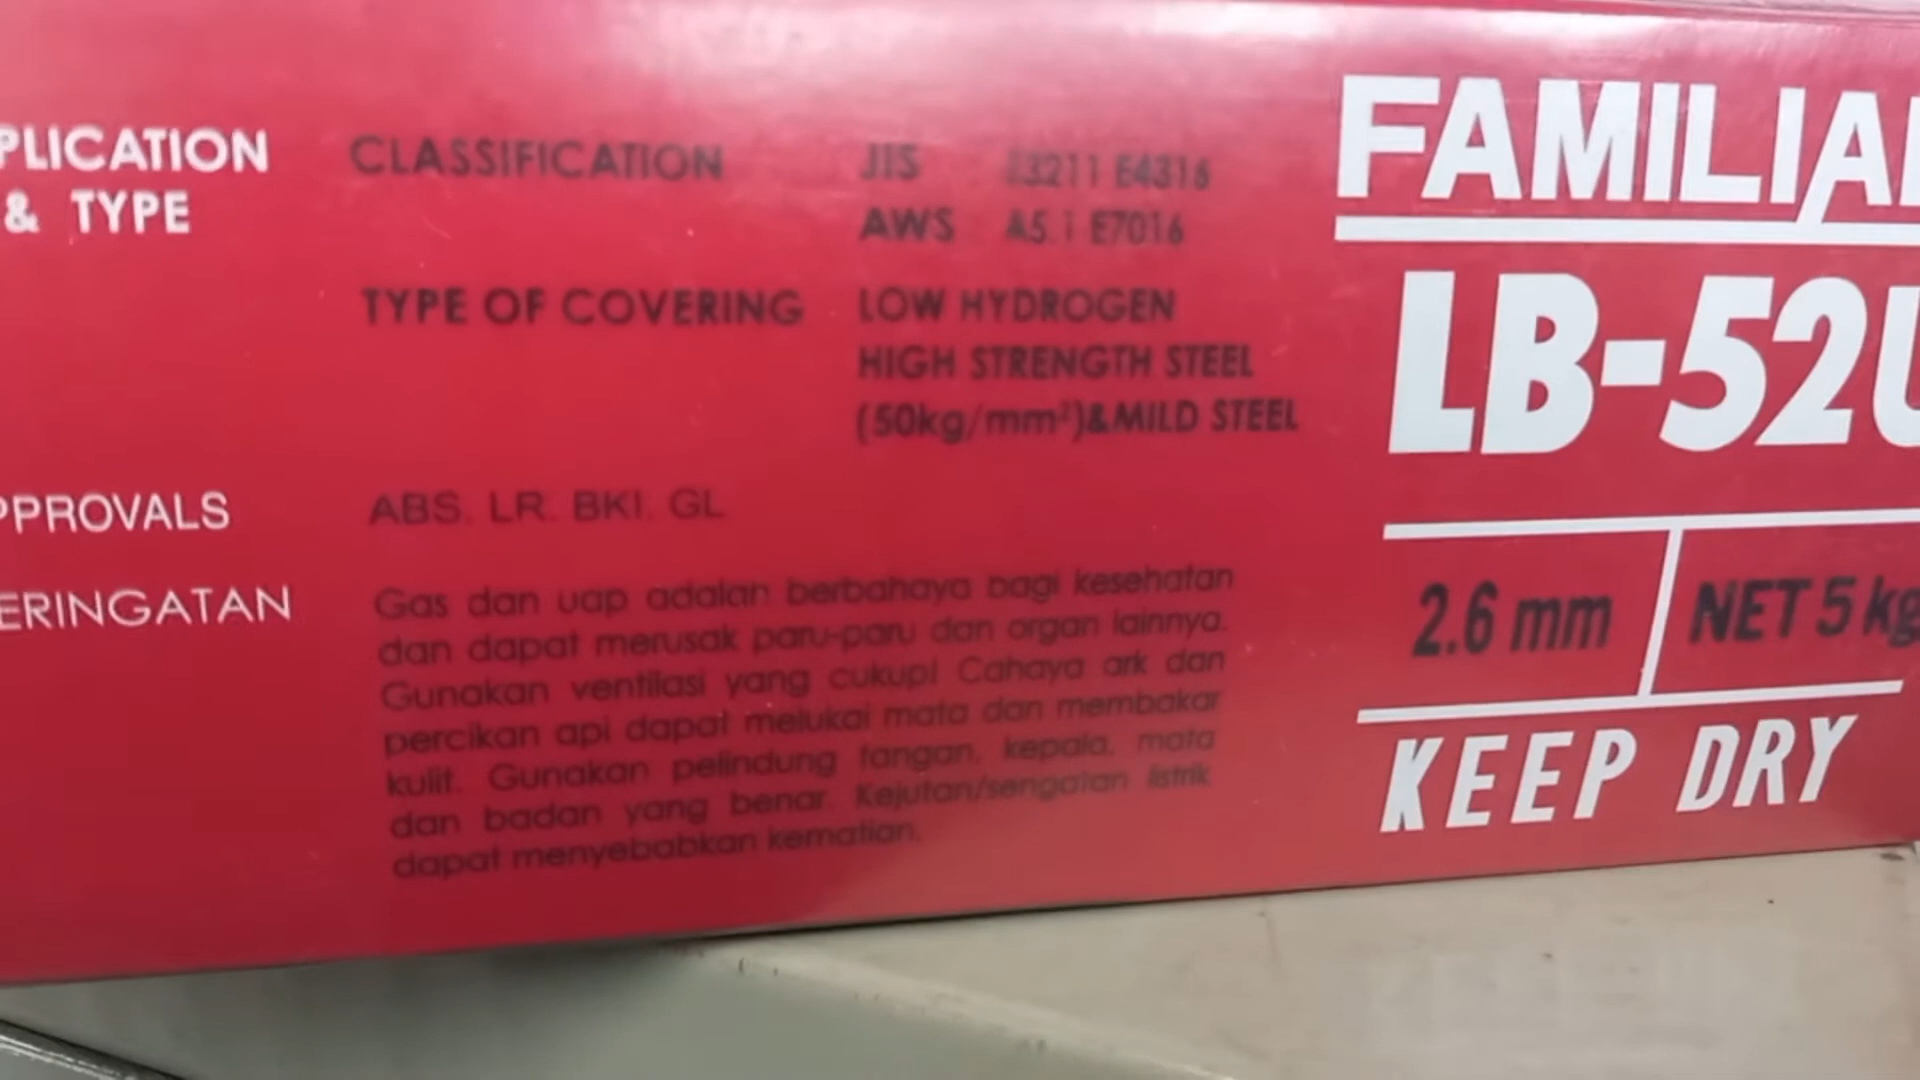 PLICATION
& TYPE
CLASSIFICATION JIS Z3211 E4316
AWS A5.1 E7016
TYPE OF COVERING LOW HYDROGEN
HIGH STRENGTH STEEL
(50kg/mm²)&MILD STEEL
PPROVALS ABS. LR. BKI. GL
ERINGATAN Gas dan uap adalah berbahaya bagi kesehatan
dan dapat merusak paru-paru dan organ lainnya.
Gunakan ventilasi yang cukup! Cahaya ark dan
percikan api dapat melukai mata dan membakar
kulit. Gunakan pelindung tangan, kepala, mata
dan badan yang benar. Kejutan/sengatan listrik
dapat menyebabkan kematian.
FAMILIA
LB-52U
2.6 mm NET 5 kg
KEEP DRY